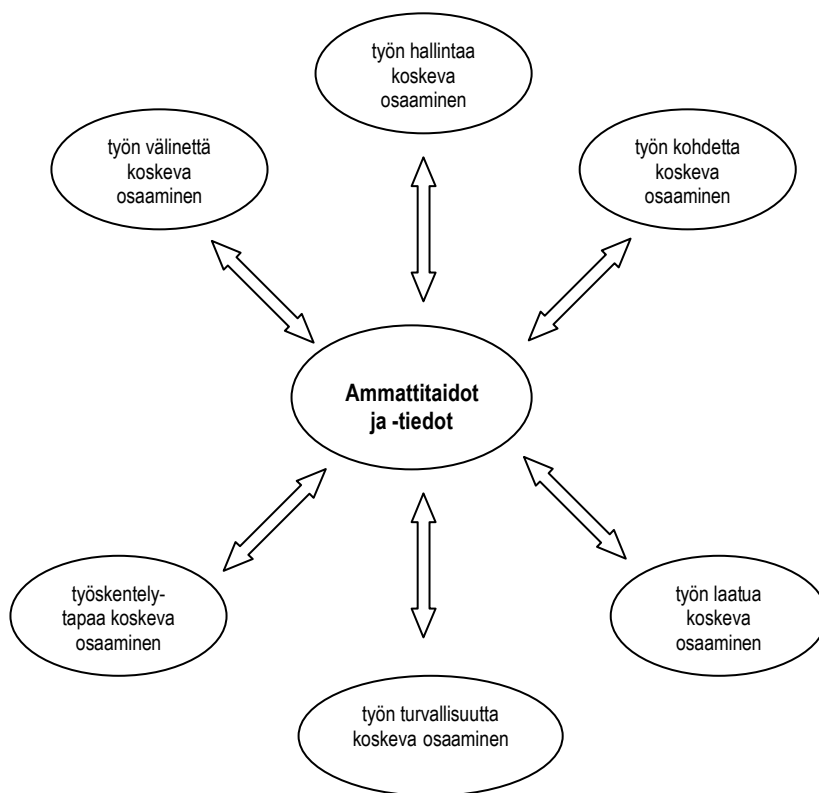 työn hallintaa
koskeva
osaaminen
työn välinettä
koskeva
osaaminen
työn kohdetta
koskeva
osaaminen
Ammattitaidot
ja -tiedot
työskentely-
tapaa koskeva
osaaminen
työn laatua
koskeva
osaaminen
työn turvallisuutta
koskeva osaaminen